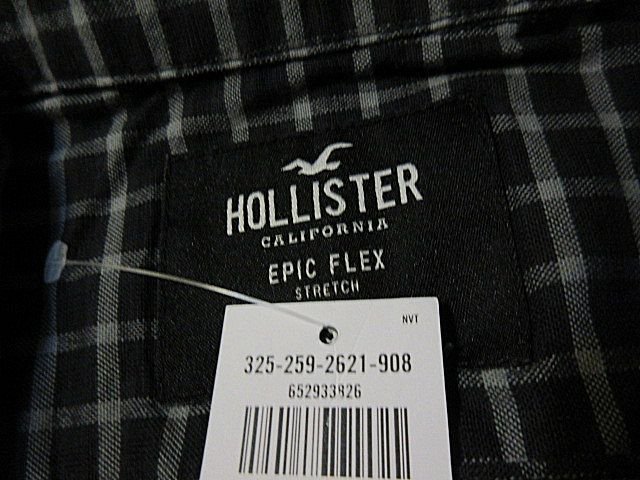 HOLLISTER
CALIFORNIA
EPIC FLEX
STRETCH
NVT
325-259-2621-908
652933826